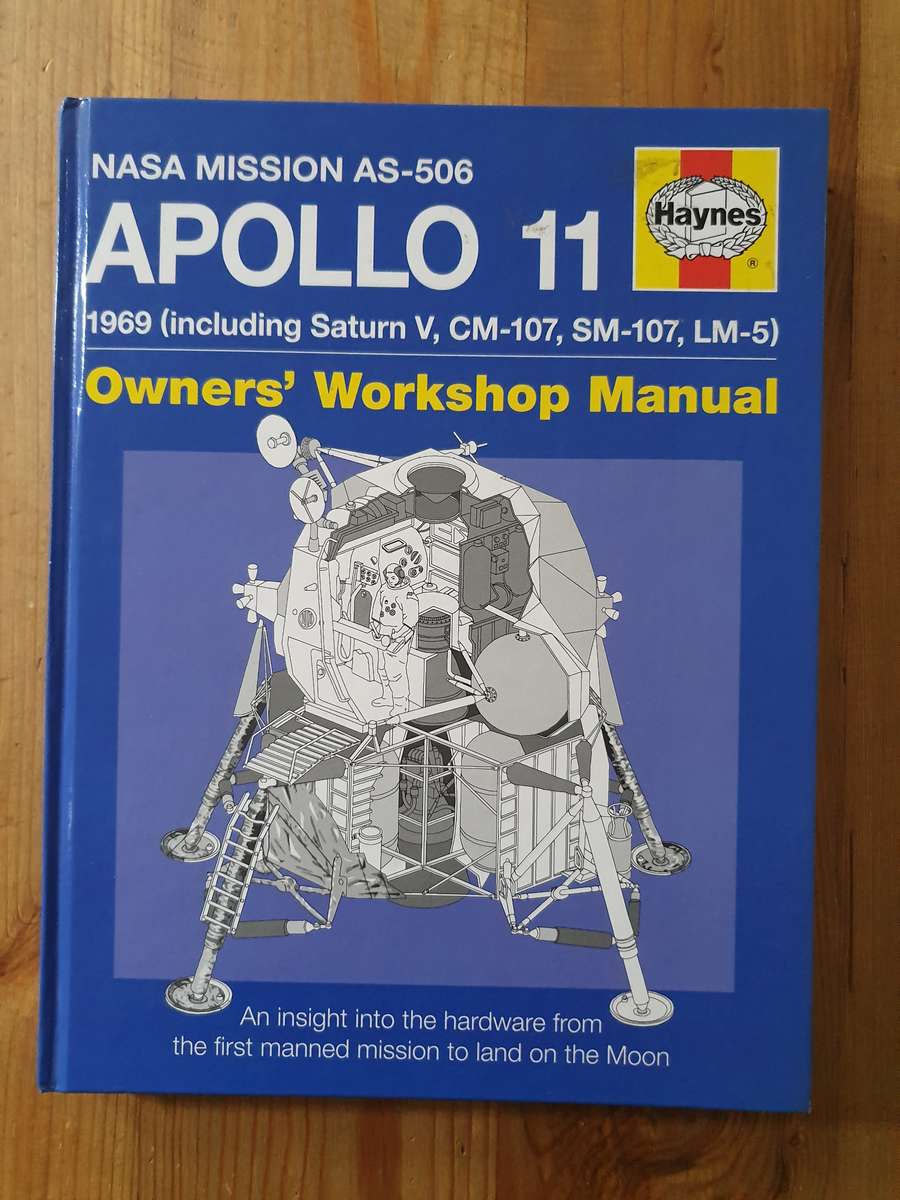 NASA MISSION AS-506
APOLLO 11
Haynes
®
1969 (including Saturn V, CM-107, SM-107, LM-5)
Owners’ Workshop Manual
An insight into the hardware from
the first manned mission to land on the Moon